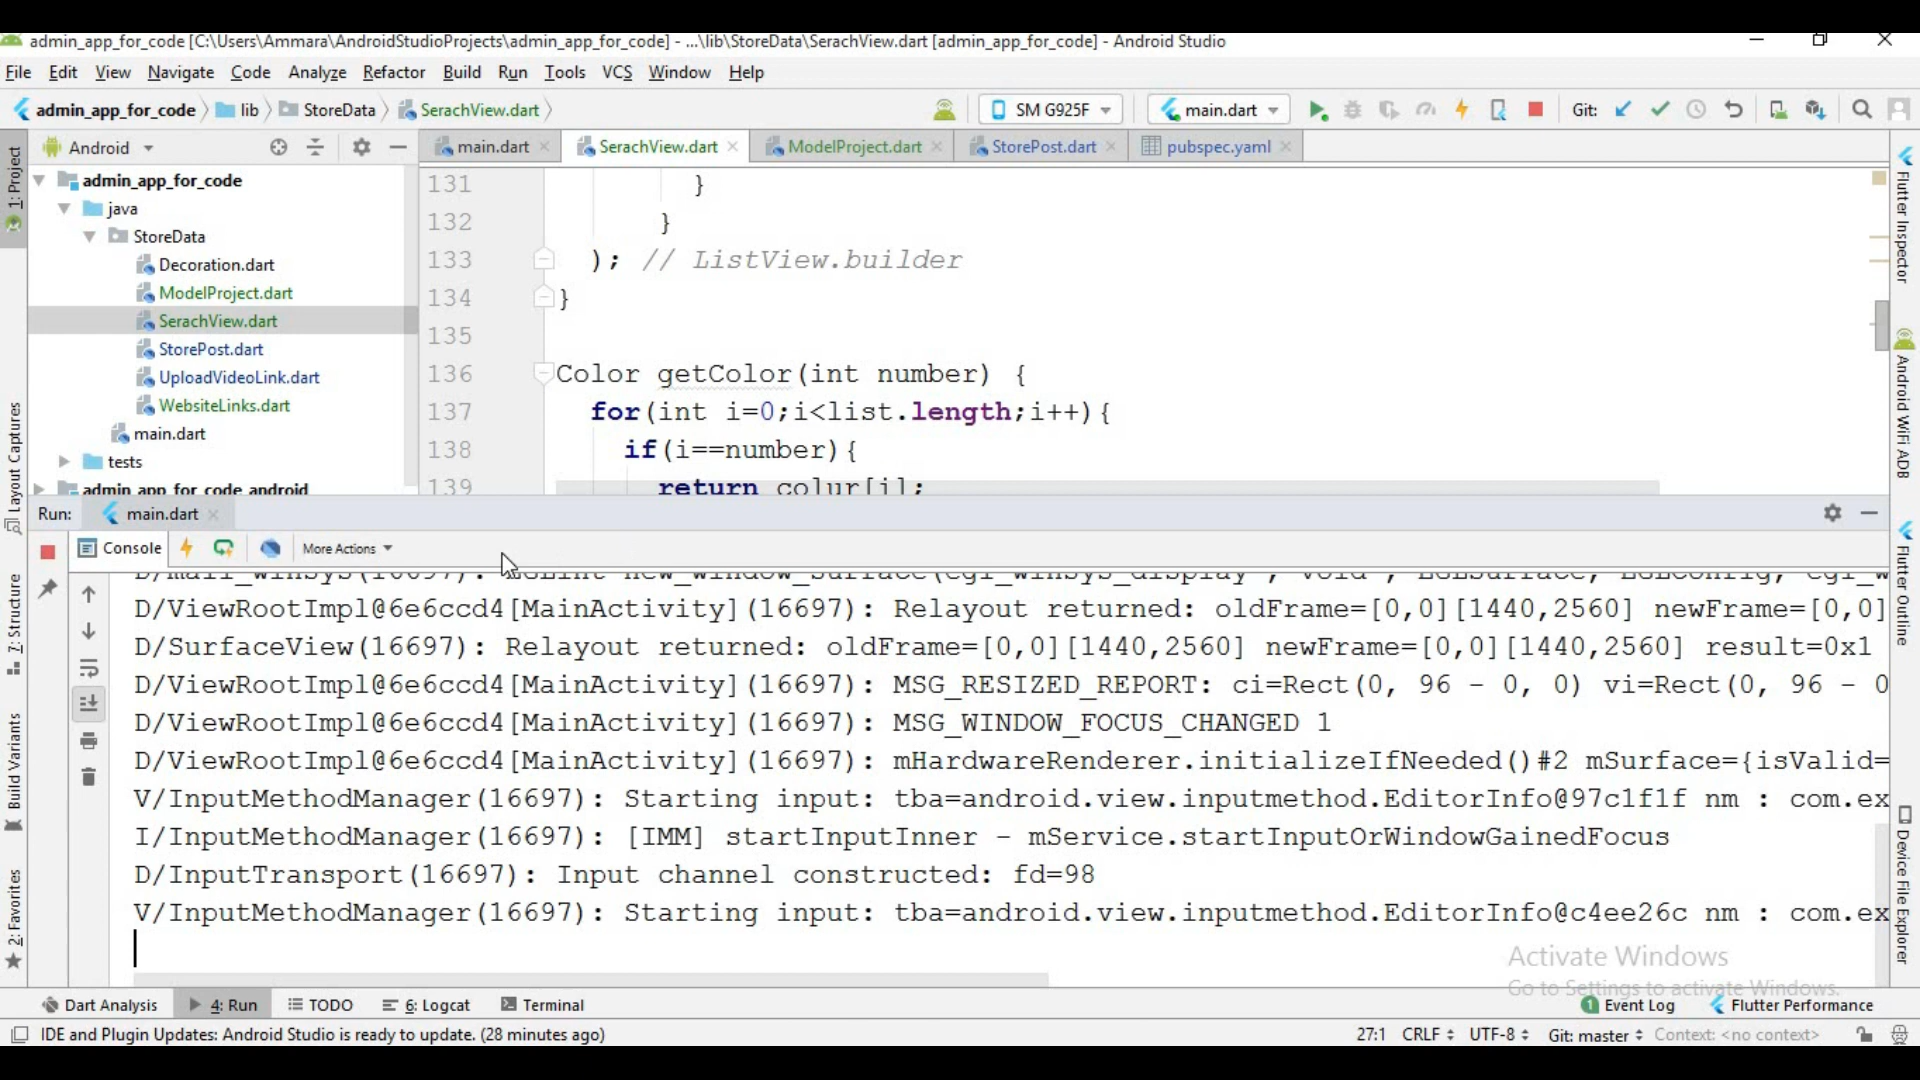 admin_app_for_code [C:\Users\Ammara\AndroidStudioProjects\admin_app_for_code] - ...\lib\StoreData\SerachView.dart [admin_app_for_code] - Android Studio
File Edit View Navigate Code Analyze Refactor Build Run Tools VCS Window Help
admin_app_for_code lib StoreData SerachView.dart SM G925F main.dart Git:
1: Project
Android
main.dart SerachView.dart ModelProject.dart StorePost.dart pubspec.yaml
admin_app_for_code
java
StoreData
Decoration.dart
ModelProject.dart
SerachView.dart
StorePost.dart
UploadVideoLink.dart
WebsiteLinks.dart
main.dart
tests
admin_app_for_code_android
131 }
132 }
133 ); // ListView.builder
134 }
135
136 Color getColor(int number) {
137 for(int i=0;i<list.length;i++){
138 if(i==number){
139 return colur[i];
Flutter Inspector
Android WiFi ADB
Flutter Outline
Device File Explorer
Layout Captures
7: Structure
Build Variants
2: Favorites
Run: main.dart
Console More Actions
D/ViewRootImpl@6e6ccd4[MainActivity](16697): Relayout returned: oldFrame=[0,0][1440,2560] newFrame=[0,0]
D/SurfaceView(16697): Relayout returned: oldFrame=[0,0][1440,2560] newFrame=[0,0][1440,2560] result=0x1
D/ViewRootImpl@6e6ccd4[MainActivity](16697): MSG_RESIZED_REPORT: ci=Rect(0, 96 - 0, 0) vi=Rect(0, 96 - 0
D/ViewRootImpl@6e6ccd4[MainActivity](16697): MSG_WINDOW_FOCUS_CHANGED 1
D/ViewRootImpl@6e6ccd4[MainActivity](16697): mHardwareRenderer.initializeIfNeeded()#2 mSurface={isValid=
V/InputMethodManager(16697): Starting input: tba=android.view.inputmethod.EditorInfo@97c1f1f nm : com.ex
I/InputMethodManager(16697): [IMM] startInputInner - mService.startInputOrWindowGainedFocus
D/InputTransport(16697): Input channel constructed: fd=98
V/InputMethodManager(16697): Starting input: tba=android.view.inputmethod.EditorInfo@c4ee26c nm : com.ex
Activate Windows
Go to Settings to activate Windows.
Dart Analysis 4: Run TODO 6: Logcat Terminal 1 Event Log Flutter Performance
IDE and Plugin Updates: Android Studio is ready to update. (28 minutes ago) 27:1 CRLF UTF-8 Git: master Context: <no context>